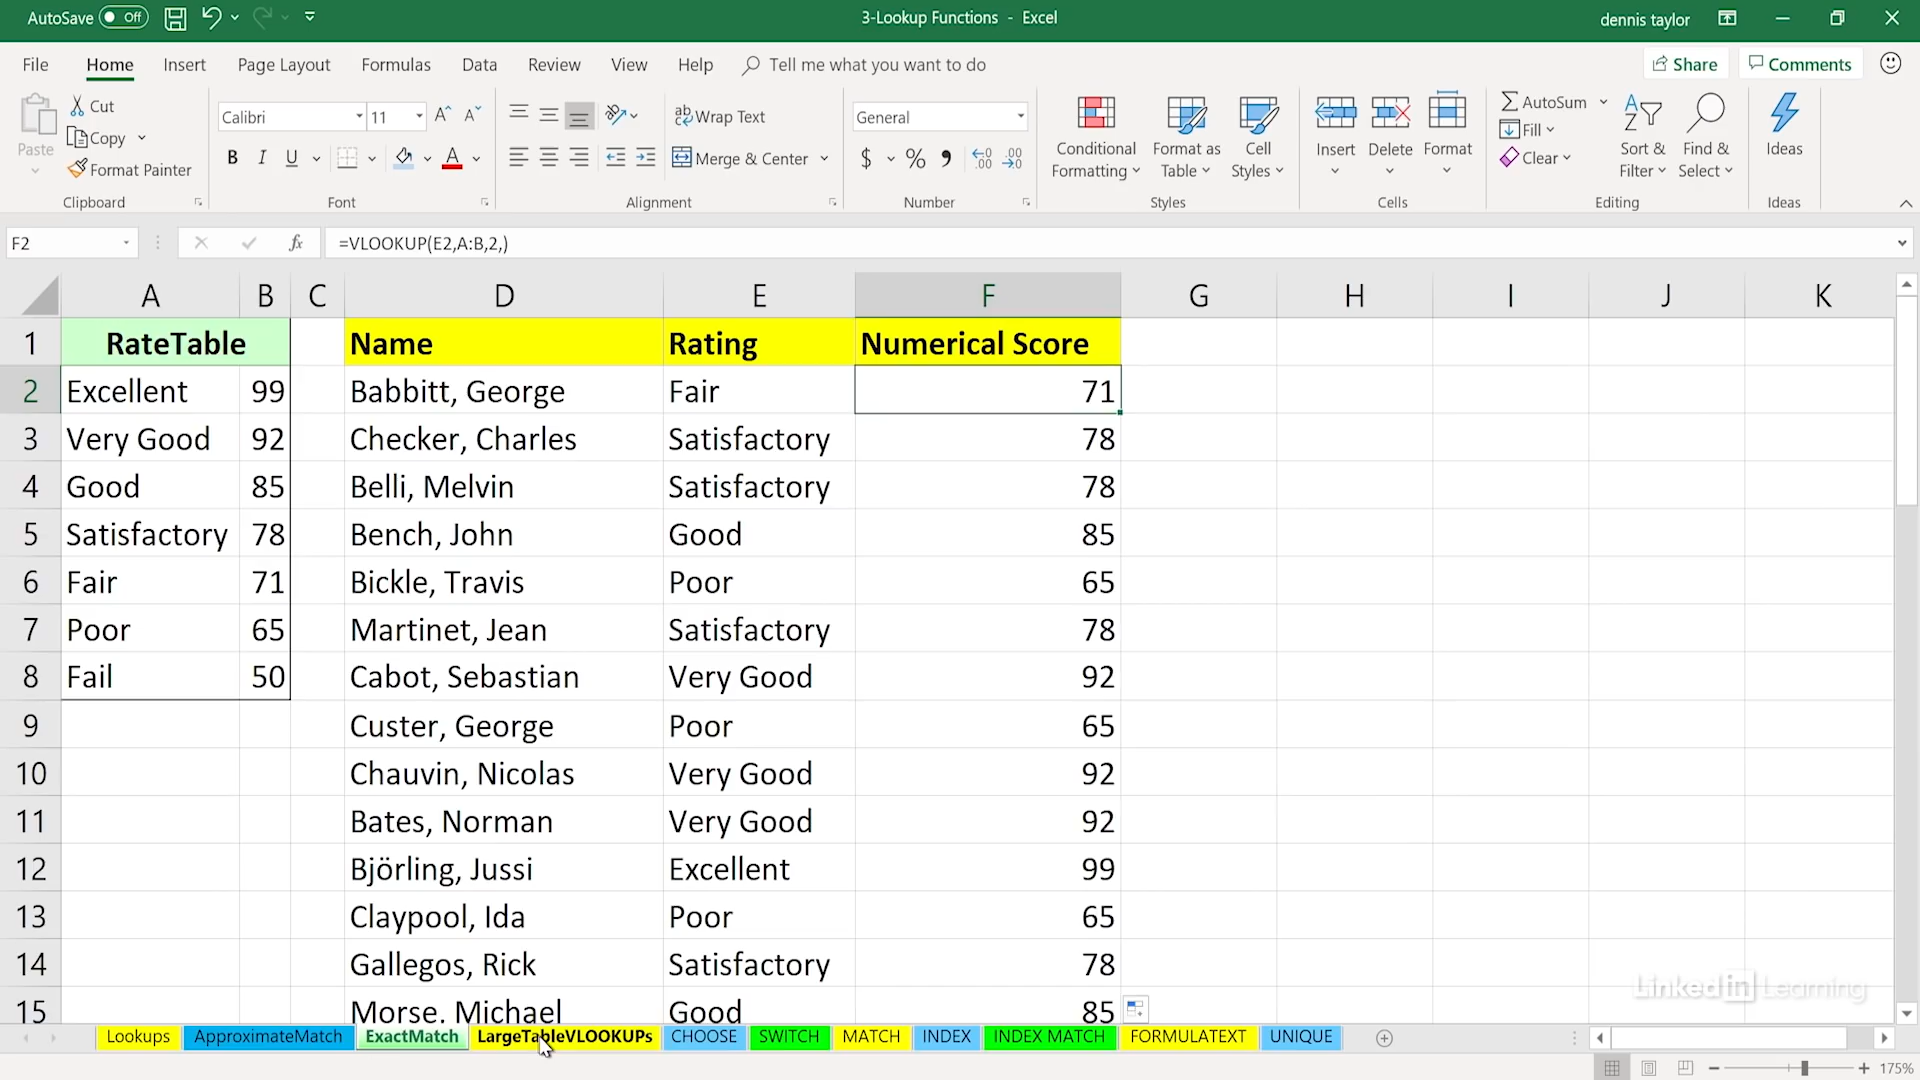 AutoSave Off
3-Lookup Functions - Excel
dennis taylor
File Home Insert Page Layout Formulas Data Review View Help Tell me what you want to do
Share Comments
Paste
Cut
Copy
Format Painter
Clipboard
Calibri 11
B I U A
Font
Wrap Text
Merge & Center
Alignment
General
$ % ,
Number
Conditional Formatting
Format as Table
Cell Styles
Styles
Insert Delete Format
Cells
AutoSum
Fill
Clear
Sort & Filter
Find & Select
Editing
Ideas
Ideas
F2 fx =VLOOKUP(E2,A:B,2,)
A B C D E F G H I J K
1 RateTable Name Rating Numerical Score
2 Excellent 99 Babbitt, George Fair 71
3 Very Good 92 Checker, Charles Satisfactory 78
4 Good 85 Belli, Melvin Satisfactory 78
5 Satisfactory 78 Bench, John Good 85
6 Fair 71 Bickle, Travis Poor 65
7 Poor 65 Martinet, Jean Satisfactory 78
8 Fail 50 Cabot, Sebastian Very Good 92
9 Custer, George Poor 65
10 Chauvin, Nicolas Very Good 92
11 Bates, Norman Very Good 92
12 Björling, Jussi Excellent 99
13 Claypool, Ida Poor 65
14 Gallegos, Rick Satisfactory 78
15 Morse, Michael Good 85
LinkedIn Learning
Lookups ApproximateMatch ExactMatch LargeTableVLOOKUPs CHOOSE SWITCH MATCH INDEX INDEX MATCH FORMULATEXT UNIQUE
175%